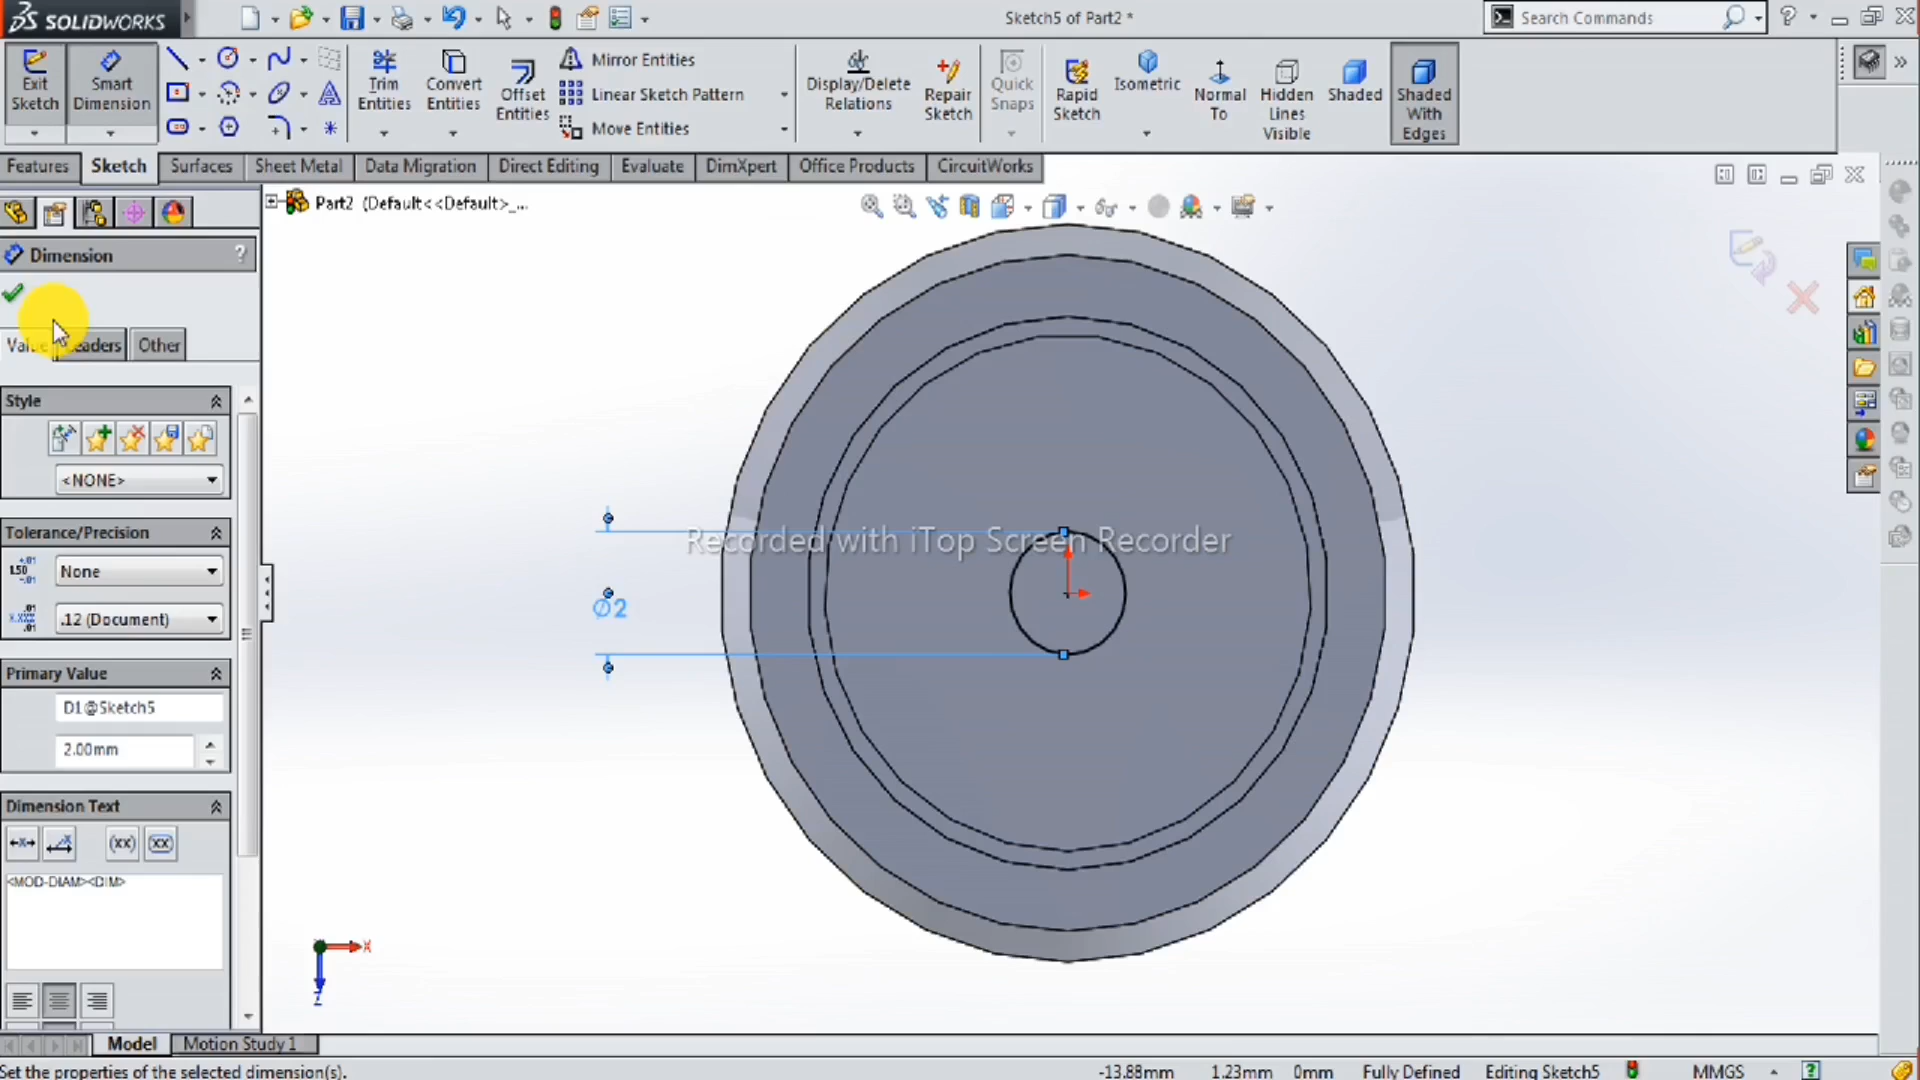 SOLIDWORKS
Sketch5 of Part2 *
Search Commands
Exit Sketch
Smart Dimension
Trim Entities
Convert Entities
Offset Entities
Mirror Entities
Linear Sketch Pattern
Move Entities
Display/Delete Relations
Repair Sketch
Quick Snaps
Rapid Sketch
Isometric
Normal To
Hidden Lines Visible
Shaded
Shaded With Edges
Features
Sketch
Surfaces
Sheet Metal
Data Migration
Direct Editing
Evaluate
DimXpert
Office Products
CircuitWorks
Part2 (Default<<Default>_...
Dimension
?
Other
Style
<NONE>
Tolerance/Precision
None
.12 (Document)
Primary Value
D1@Sketch5
2.00mm
Dimension Text
(xx)
(xx)
<MOD-DIAM><DIM>
Recorded with iTop Screen Recorder
∅2
X
Z
Model
Motion Study 1
Set the properties of the selected dimension(s).
-13.88mm
1.23mm
0mm
Fully Defined
Editing Sketch5
MMGS
?